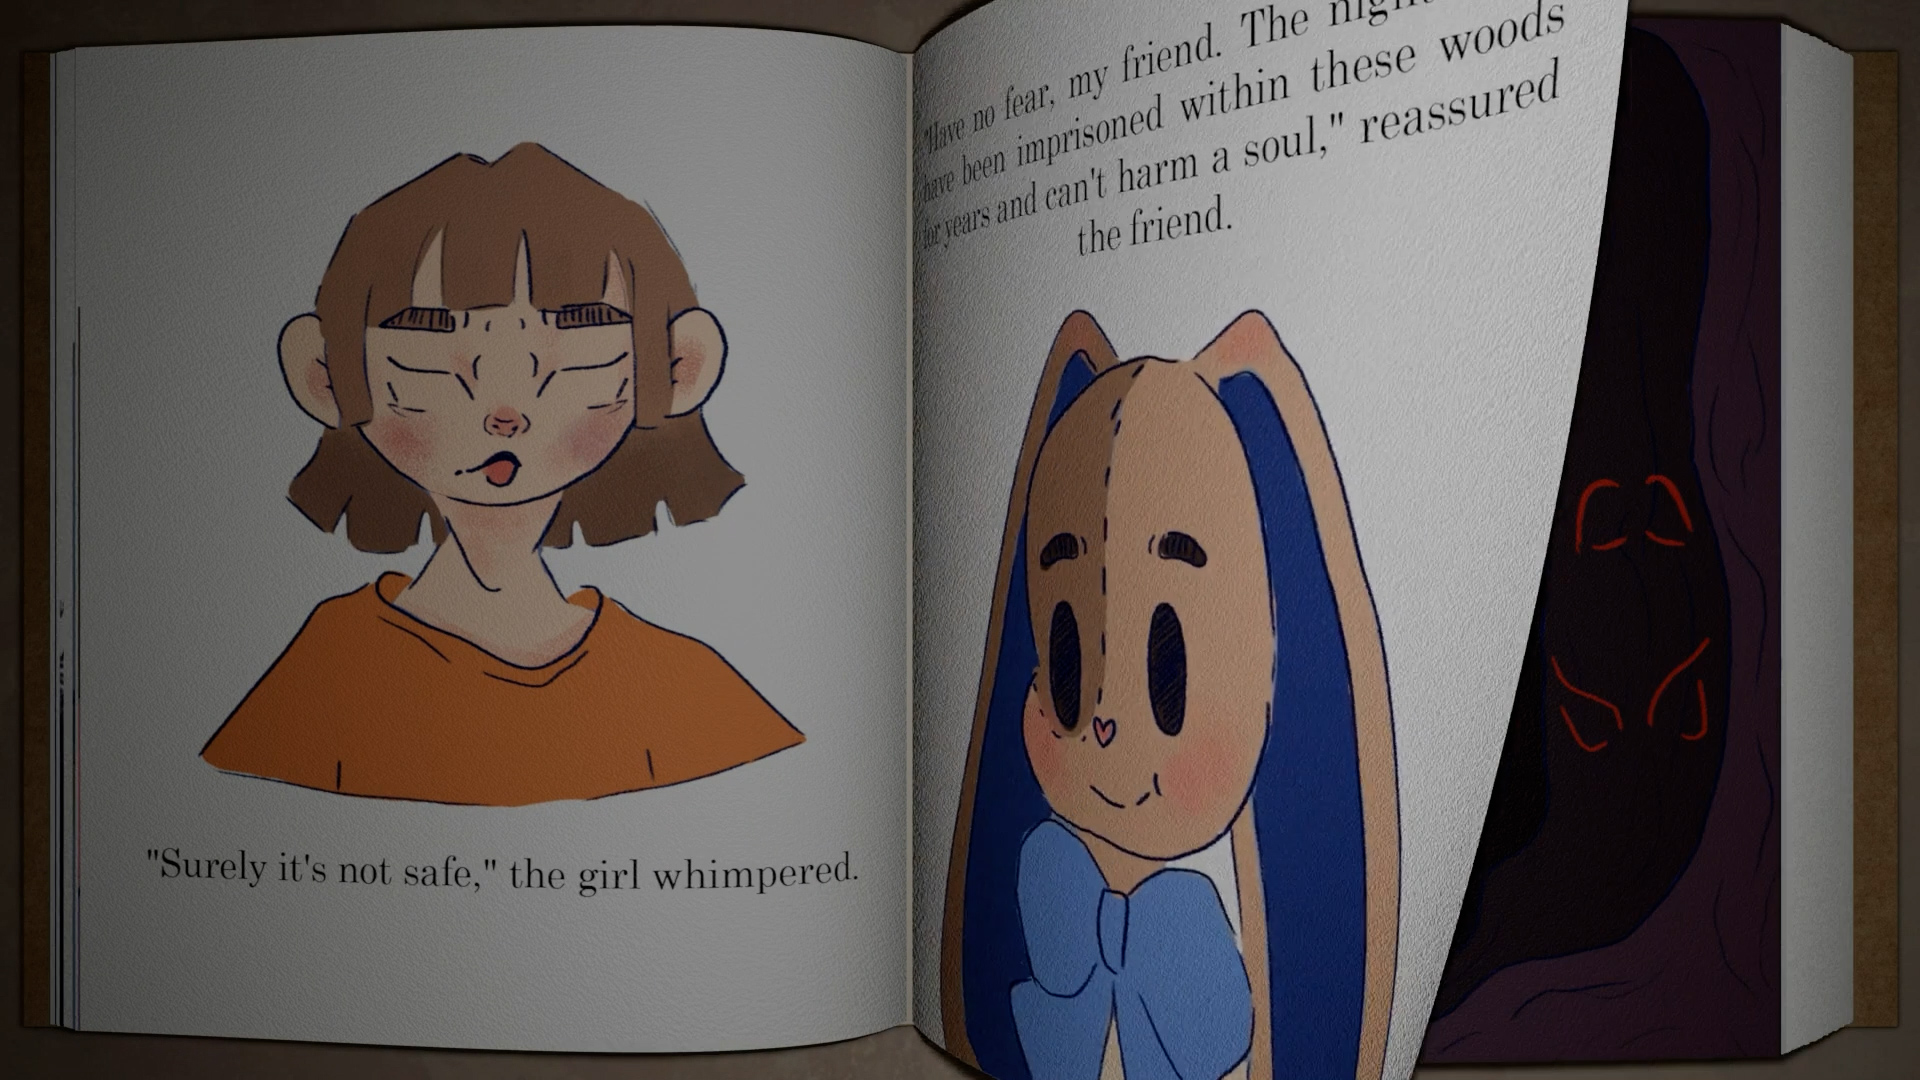 "Surely it's not safe," the girl whimpered.
"Have no fear, my friend. The
have been imprisoned within these woods
for years and can't harm a soul," reassured
the friend.